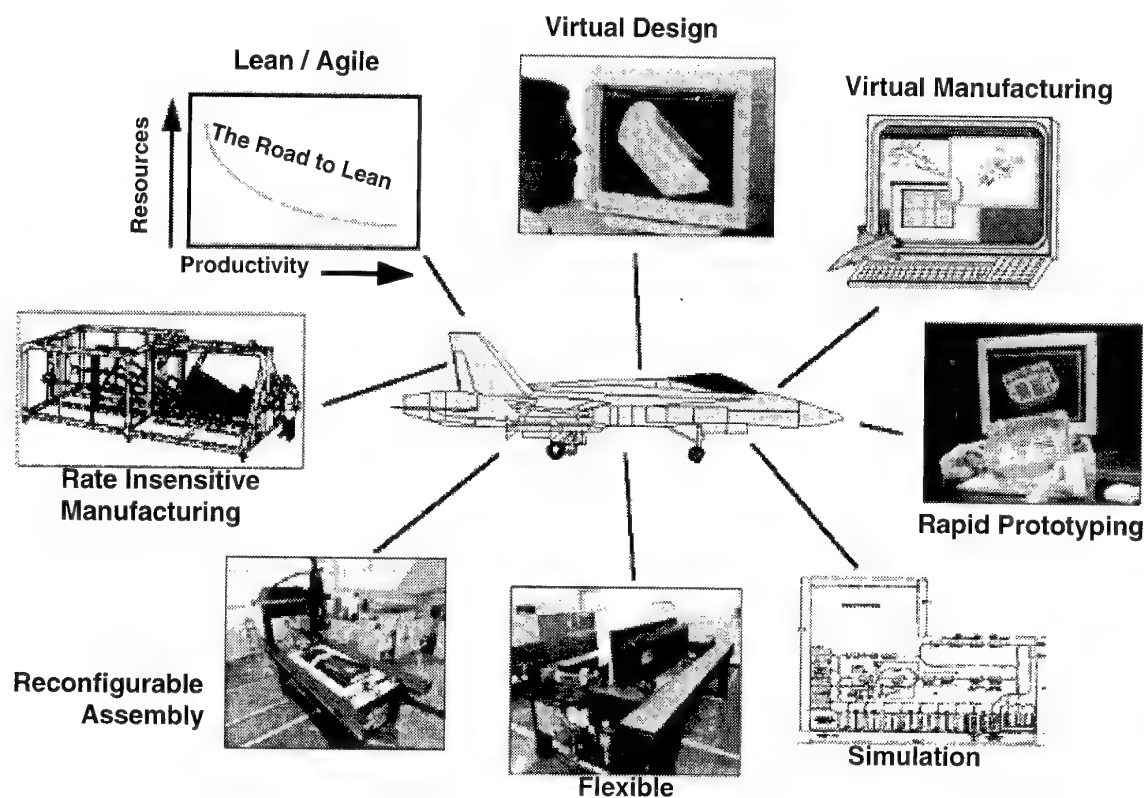 Virtual Design
Lean / Agile
Virtual Manufacturing
Resources
The Road to Lean
Productivity
Rate Insensitive
Manufacturing
Rapid Prototyping
Reconfigurable
Assembly
Flexible
Simulation